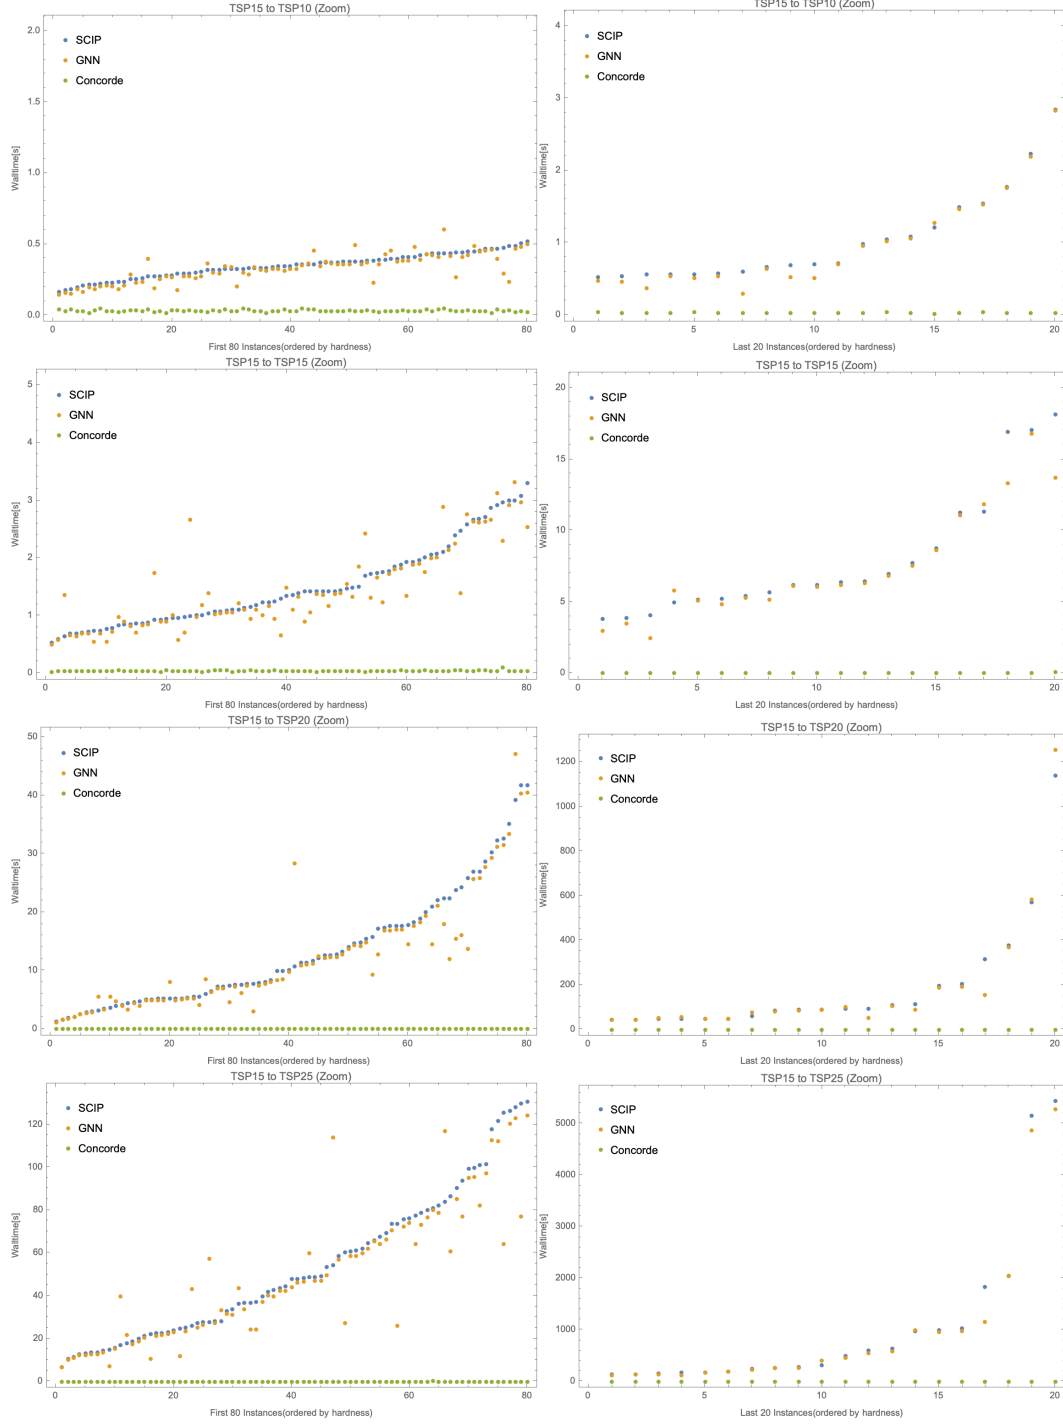 TSP15 to TSP10 (Zoom)
2.0
1.5
1.0
0.5
0.0
Walltime[s]
SCIP
GNN
Concorde
0 20 40 60 80
First 80 Instances(ordered by hardness)
TSP15 to TSP10 (Zoom)
4
3
2
1
0
Walltime[s]
SCIP
GNN
Concorde
0 5 10 15 20
Last 20 Instances(ordered by hardness)
TSP15 to TSP15 (Zoom)
5
4
3
2
1
0
Walltime[s]
SCIP
GNN
Concorde
0 20 40 60 80
First 80 Instances(ordered by hardness)
TSP15 to TSP15 (Zoom)
20
15
10
5
0
Walltime[s]
SCIP
GNN
Concorde
0 5 10 15 20
Last 20 Instances(ordered by hardness)
TSP15 to TSP20 (Zoom)
50
40
30
20
10
0
Walltime[s]
SCIP
GNN
Concorde
0 20 40 60 80
First 80 Instances(ordered by hardness)
TSP15 to TSP20 (Zoom)
1200
1000
800
600
400
200
0
Walltime[s]
SCIP
GNN
Concorde
0 5 10 15 20
Last 20 Instances(ordered by hardness)
TSP15 to TSP25 (Zoom)
120
100
80
60
40
20
0
Walltime[s]
SCIP
GNN
Concorde
0 20 40 60 80
First 80 Instances(ordered by hardness)
TSP15 to TSP25 (Zoom)
5000
4000
3000
2000
1000
0
Walltime[s]
SCIP
GNN
Concorde
0 5 10 15 20
Last 20 Instances(ordered by hardness)